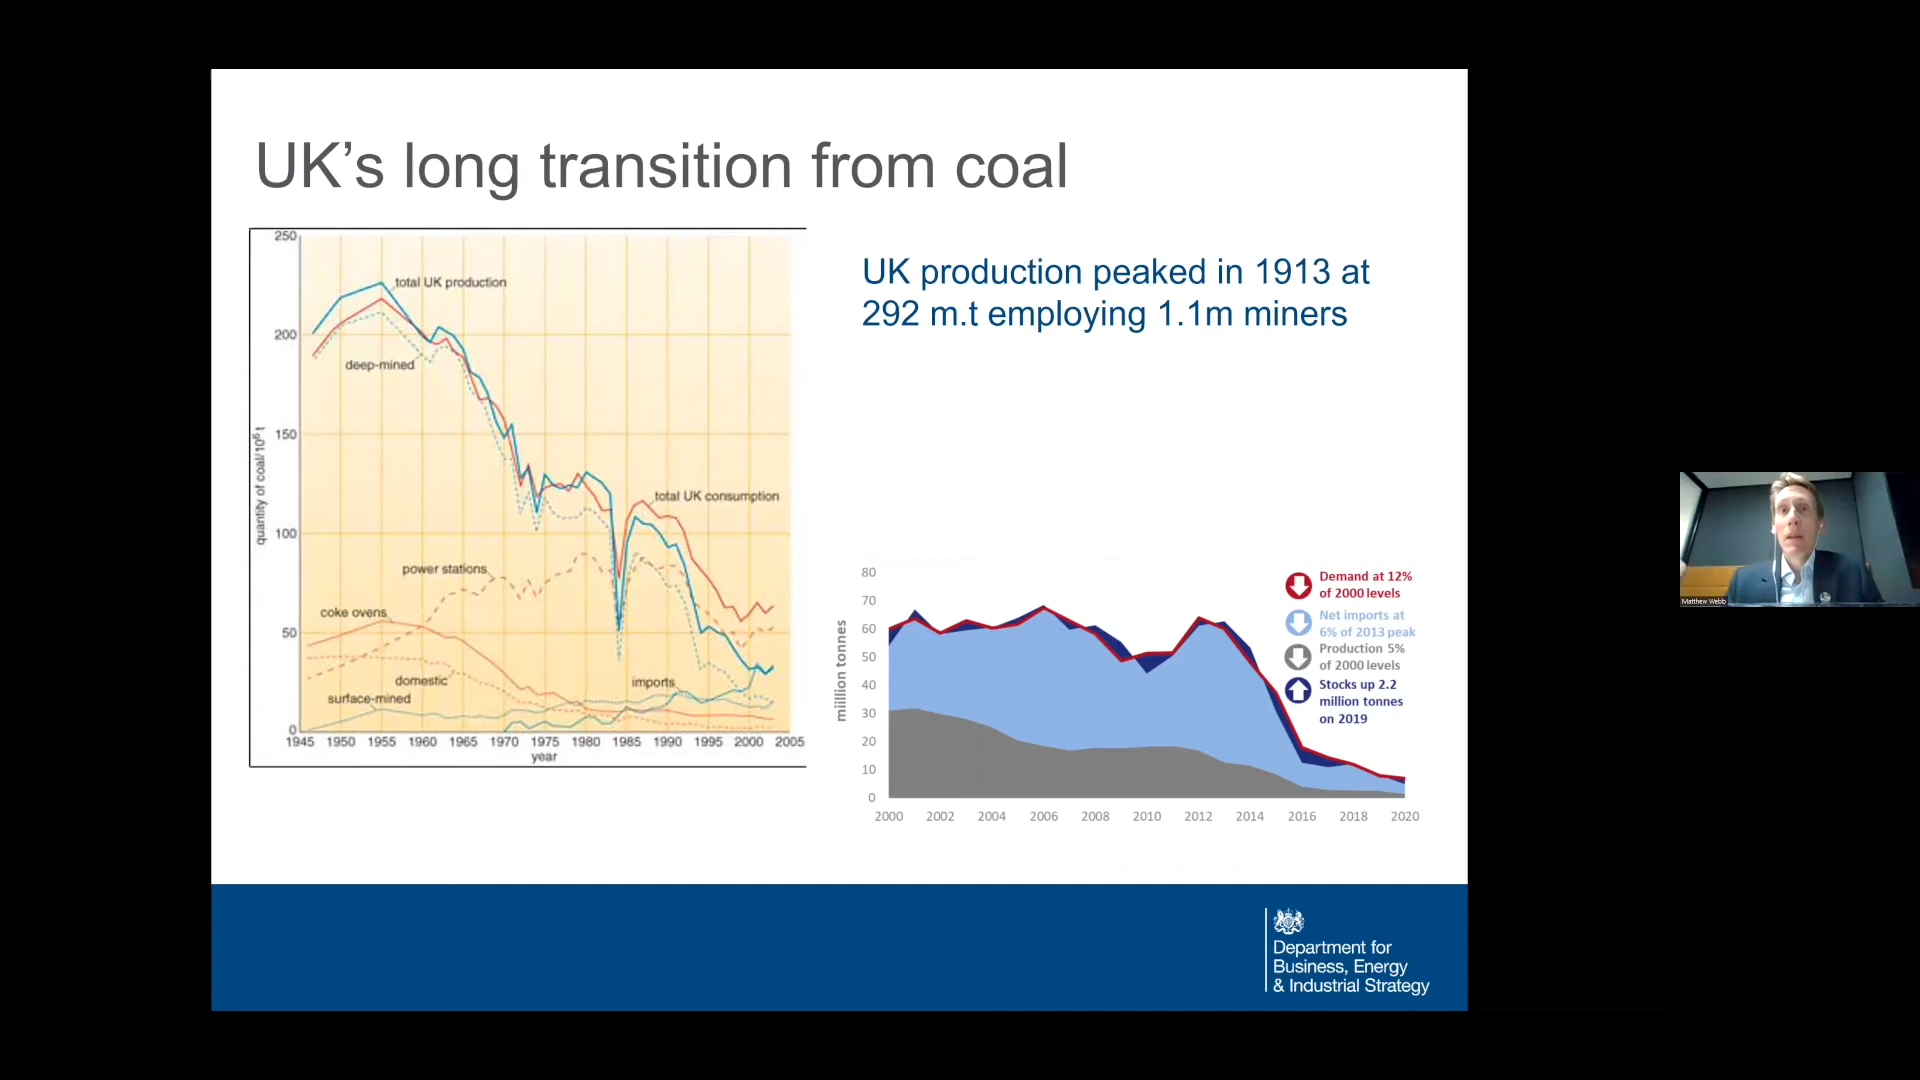 UK’s long transition from coal
UK production peaked in 1913 at
292 m.t employing 1.1m miners
250
200
150
100
50
0
quantity of coal/10⁶ t
total UK production
deep-mined
total UK consumption
power stations
coke ovens
domestic
imports
surface-mined
1945 1950 1955 1960 1965 1970 1975 1980 1985 1990 1995 2000 2005
year
80
70
60
50
40
30
20
10
0
million tonnes
Demand at 12%
of 2000 levels
Net imports at
6% of 2013 peak
Production 5%
of 2000 levels
Stocks up 2.2
million tonnes
on 2019
2000 2002 2004 2006 2008 2010 2012 2014 2016 2018 2020
Matthew Webb
Department for
Business, Energy
& Industrial Strategy